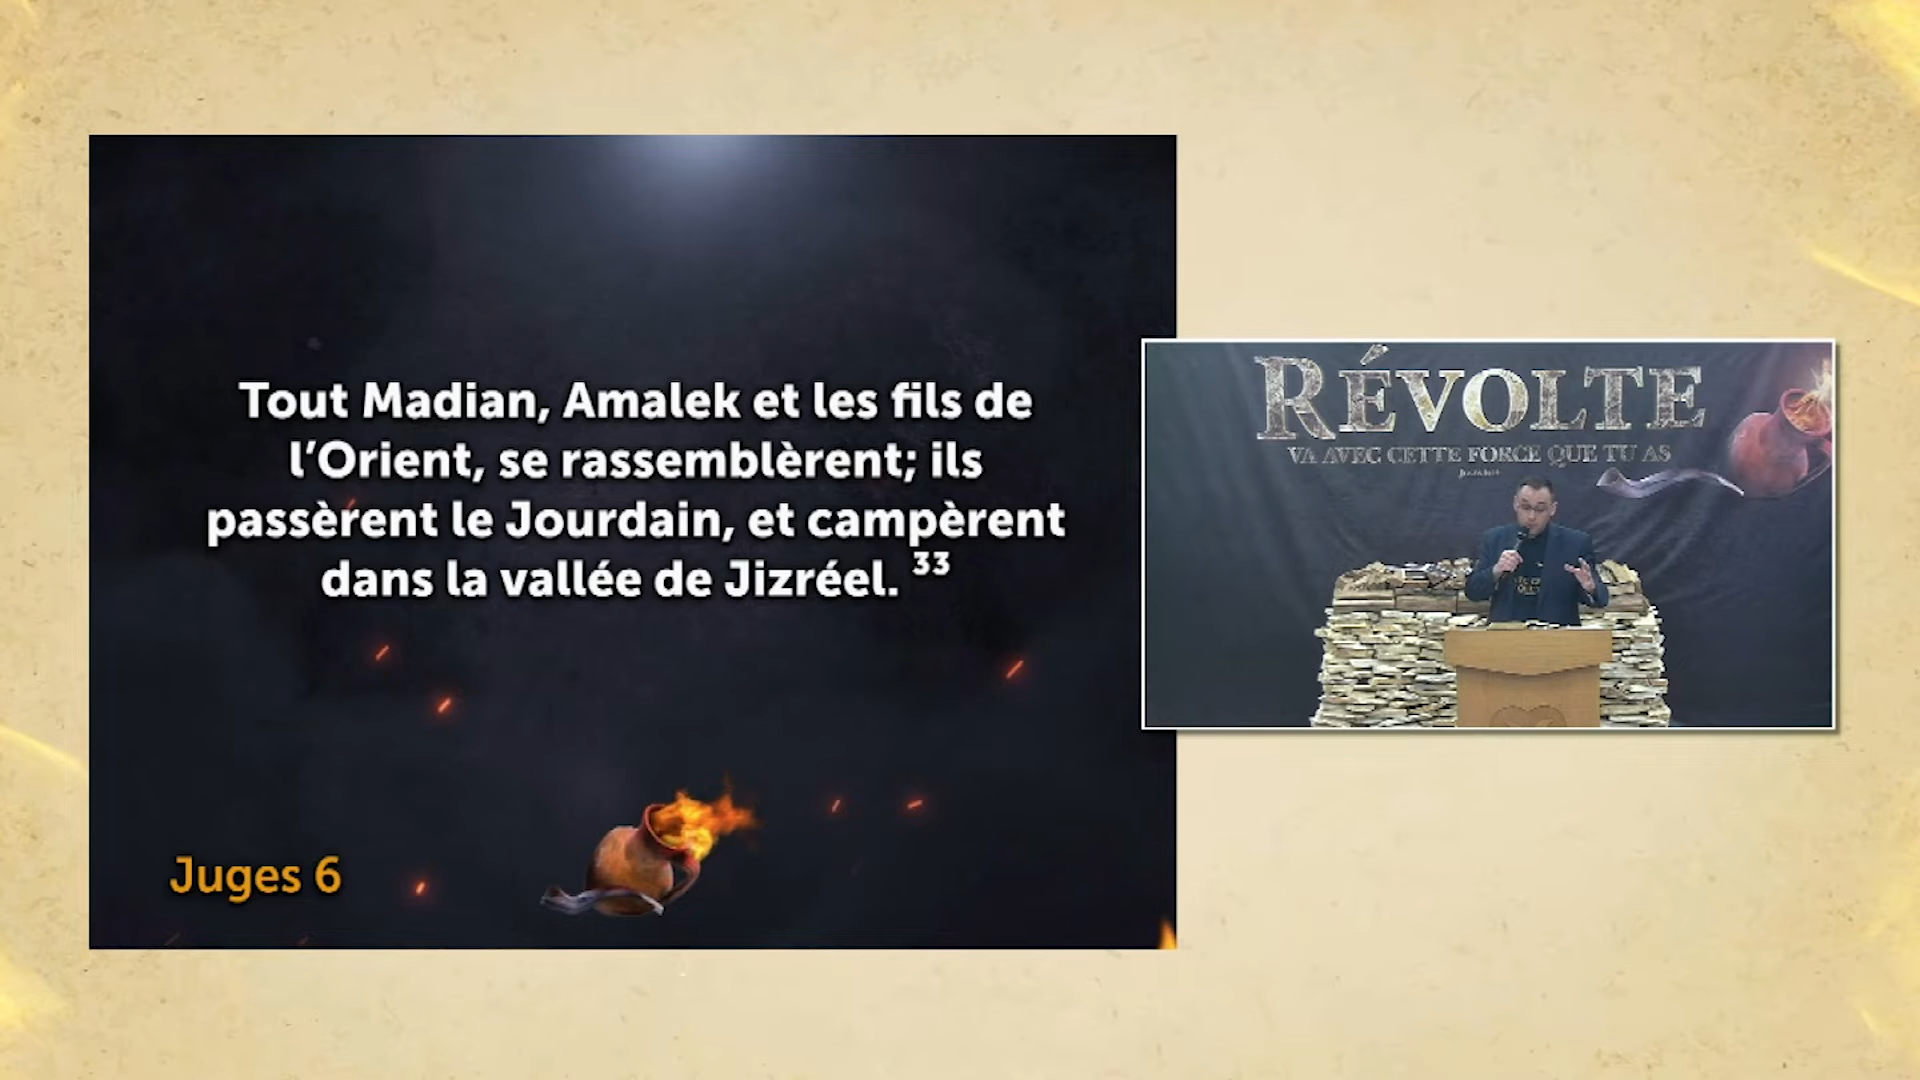 Tout Madian, Amalek et les fils de
l’Orient, se rassemblèrent; ils
passèrent le Jourdain, et campèrent
dans la vallée de Jizréel. ³³
Juges 6
RÉVOLTE
VA AVEC CETTE FORCE QUE TU AS